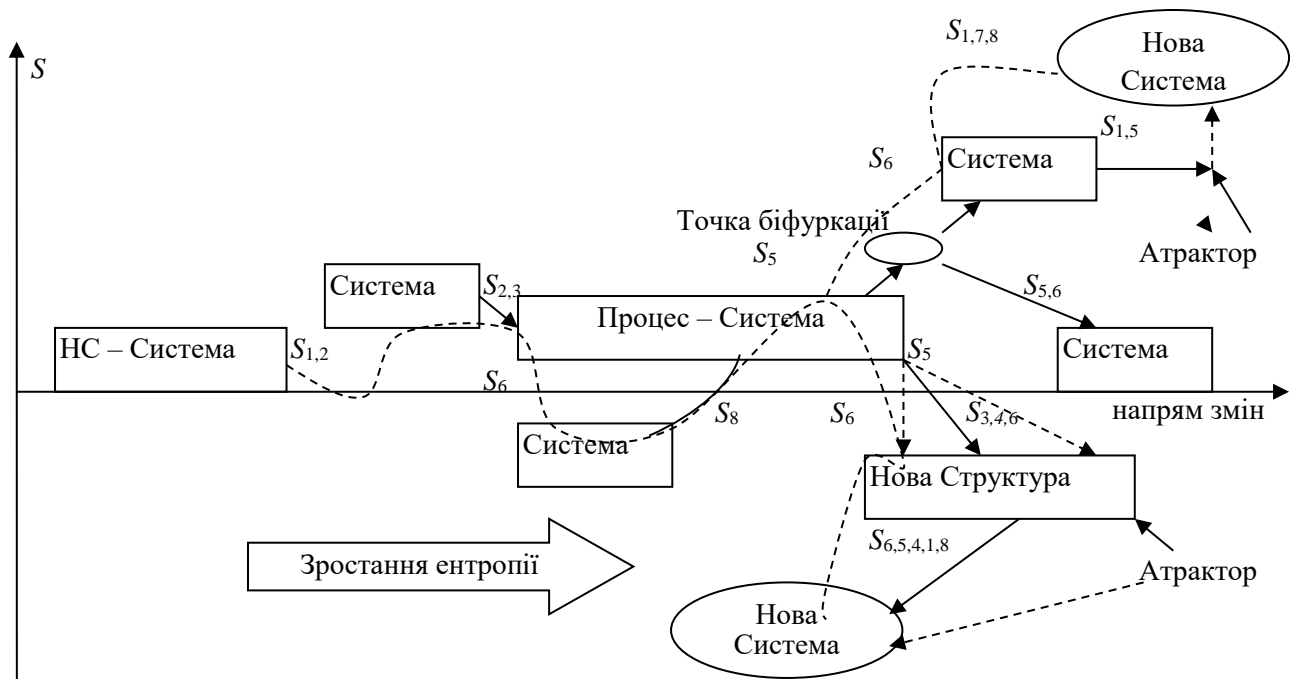 S1,7,8
Нова
Система
S
S1,5
S6
Система
Точка біфуркації
S5
Атрактор
Система
S2,3
S5,6
Процес – Система
НС – Система
S1,2
S5
Система
S6
S8
S6
S3,4,6
напрям змін
Система
Нова Структура
S6,5,4,1,8
Зростання ентропії
Атрактор
Нова
Система